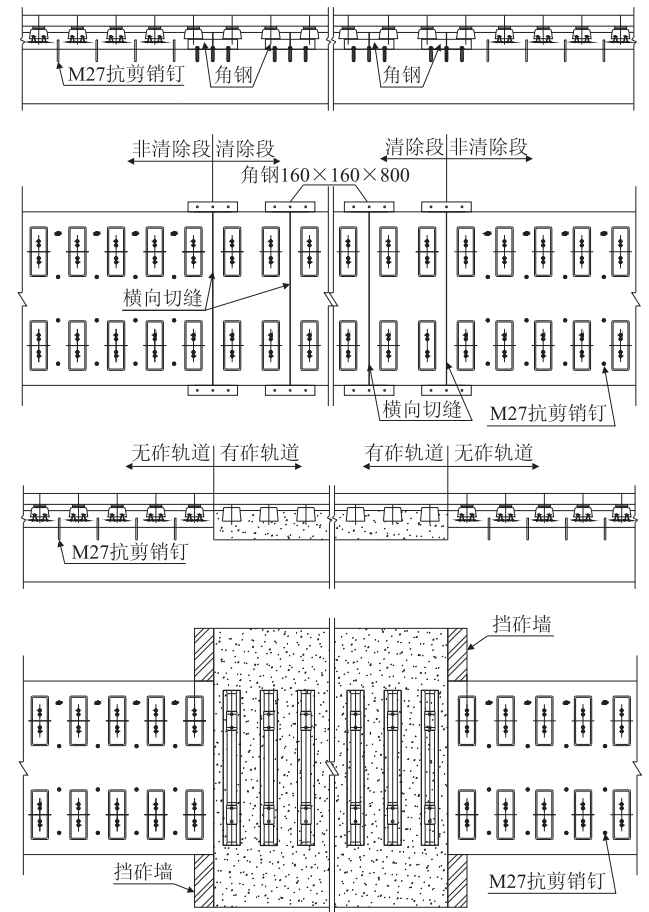 M27抗剪销钉
角钢
角钢
非清除段 清除段
清除段 非清除段
角钢160×160×800
横向切缝
横向切缝
M27抗剪销钉
无砟轨道 有砟轨道
有砟轨道 无砟轨道
M27抗剪销钉
挡砟墙
挡砟墙
M27抗剪销钉